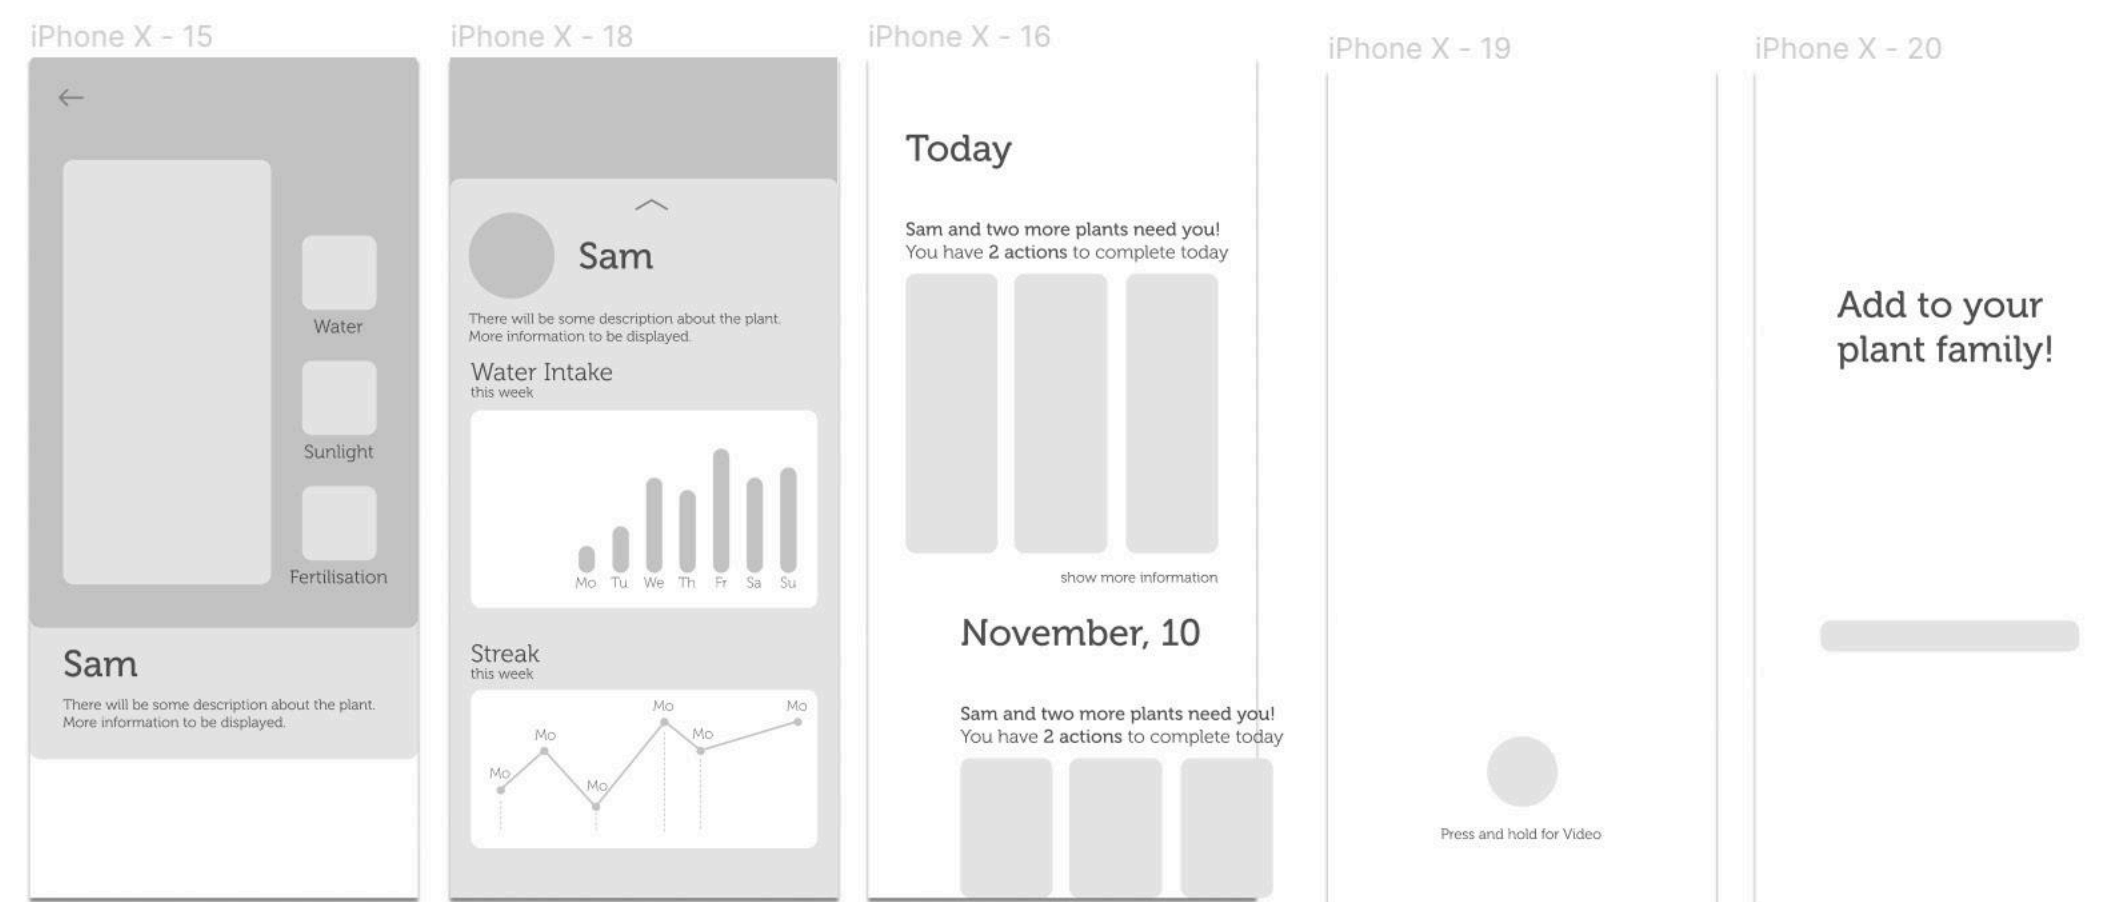 iPhone X - 15
Water
Sunlight
Fertilisation
Sam
There will be some description about the plant.
More information to be displayed.
iPhone X - 18
Sam
There will be some description about the plant.
More information to be displayed.
Water Intake
this week
Mo Tu We Th Fr Sa Su
Streak
this week
Mo
Mo
Mo
Mo
Mo
Mo
iPhone X - 16
Today
Sam and two more plants need you!
You have 2 actions to complete today
show more information
November, 10
Sam and two more plants need you!
You have 2 actions to complete today
iPhone X - 19
Press and hold for Video
iPhone X - 20
Add to your
plant family!